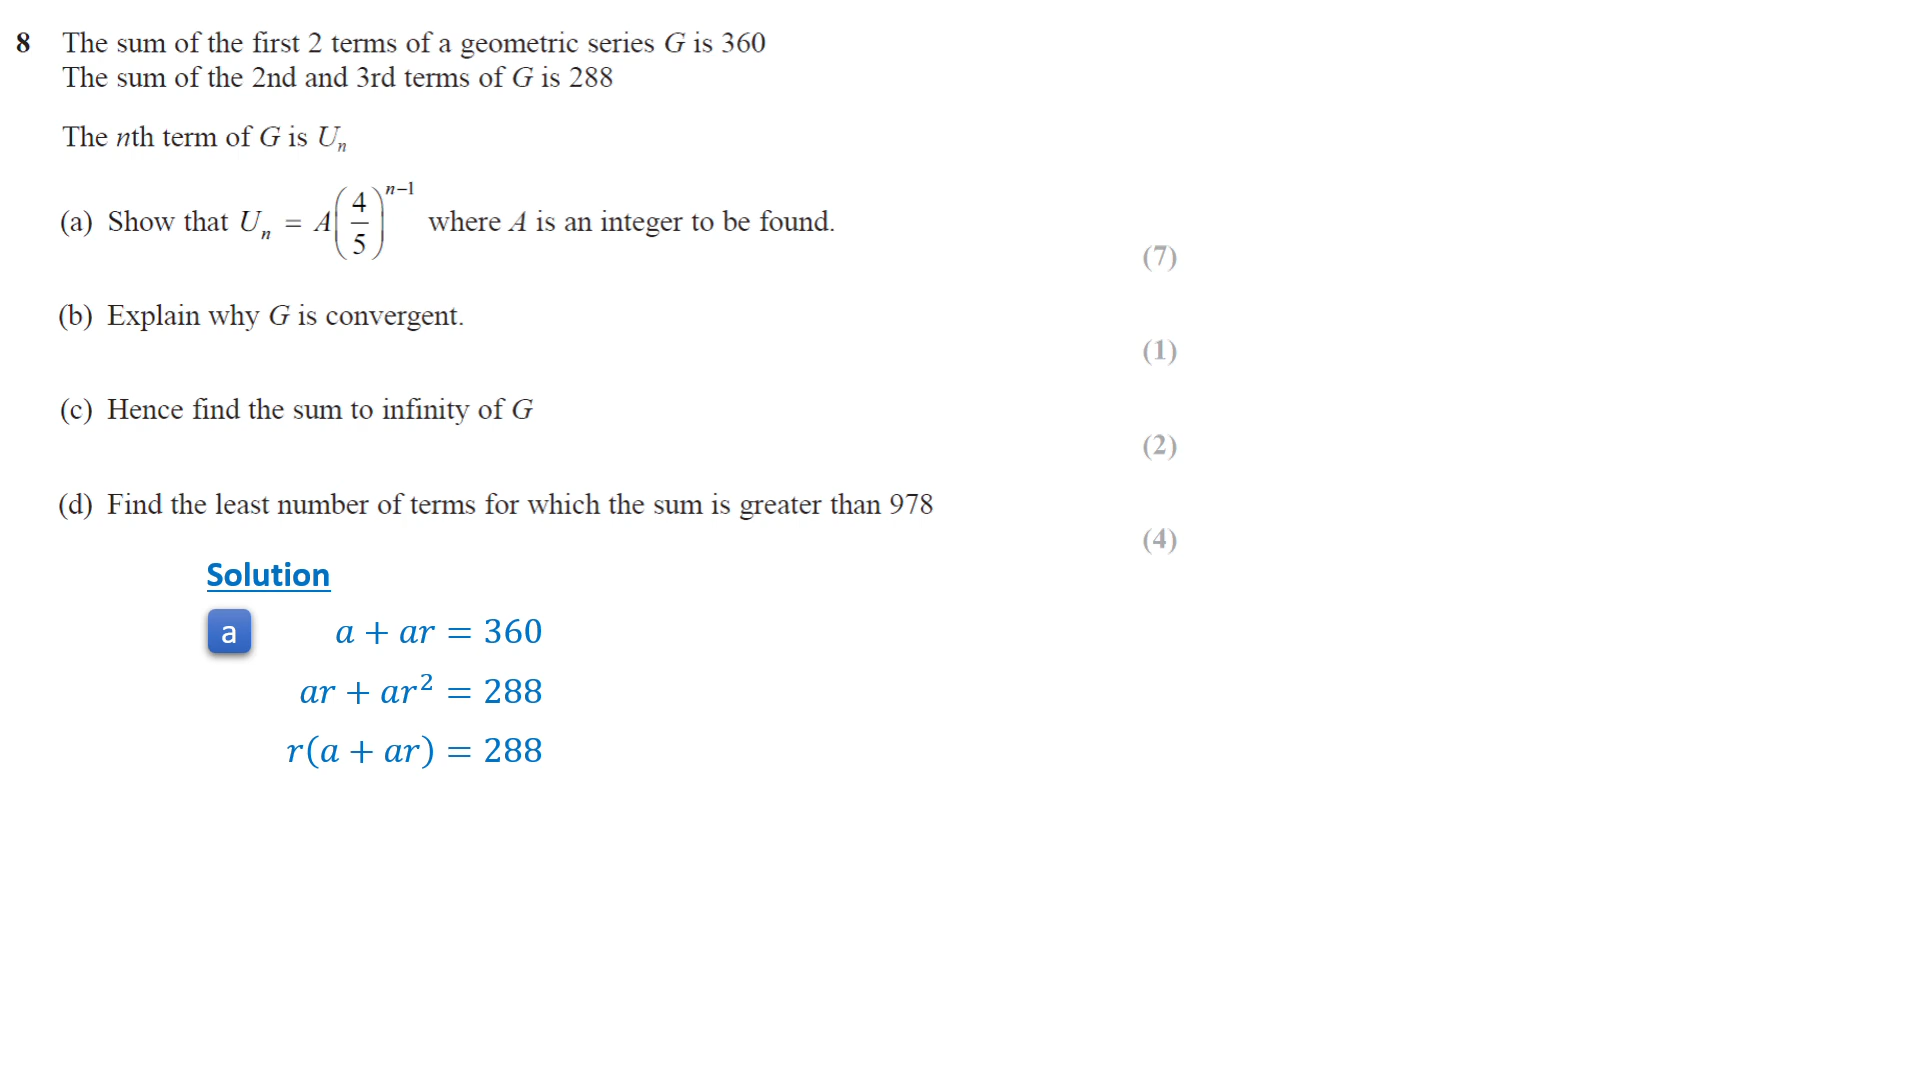 8 The sum of the first 2 terms of a geometric series G is 360
The sum of the 2nd and 3rd terms of G is 288
The nth term of G is Uₙ
(a) Show that Uₙ = A(4/5)ⁿ⁻¹ where A is an integer to be found.
(7)
(b) Explain why G is convergent.
(1)
(c) Hence find the sum to infinity of G
(2)
(d) Find the least number of terms for which the sum is greater than 978
(4)
Solution
a a + ar = 360
ar + ar² = 288
r(a + ar) = 288